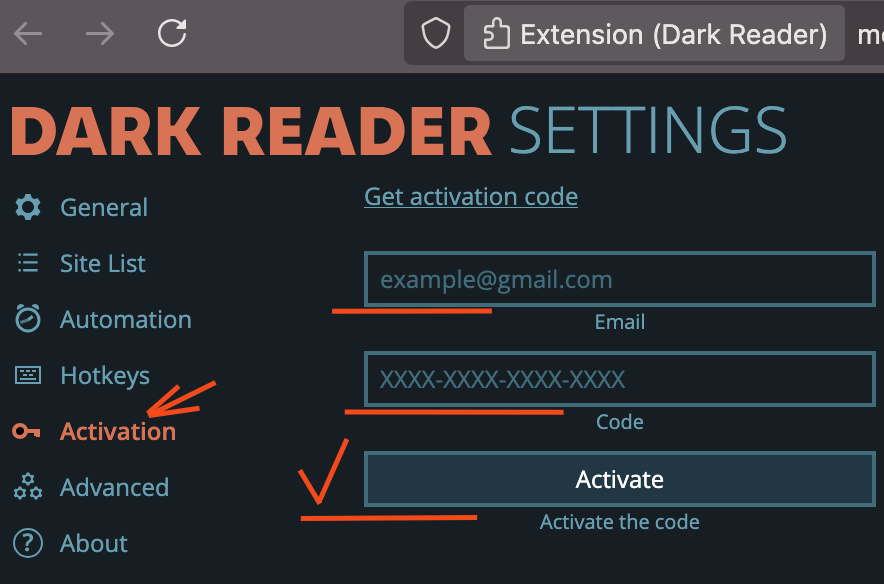 Extension (Dark Reader)
DARK READER SETTINGS
General
Site List
Automation
Hotkeys
Activation
Advanced
About
Get activation code
example@gmail.com
Email
XXXX-XXXX-XXXX-XXXX
Code
Activate
Activate the code